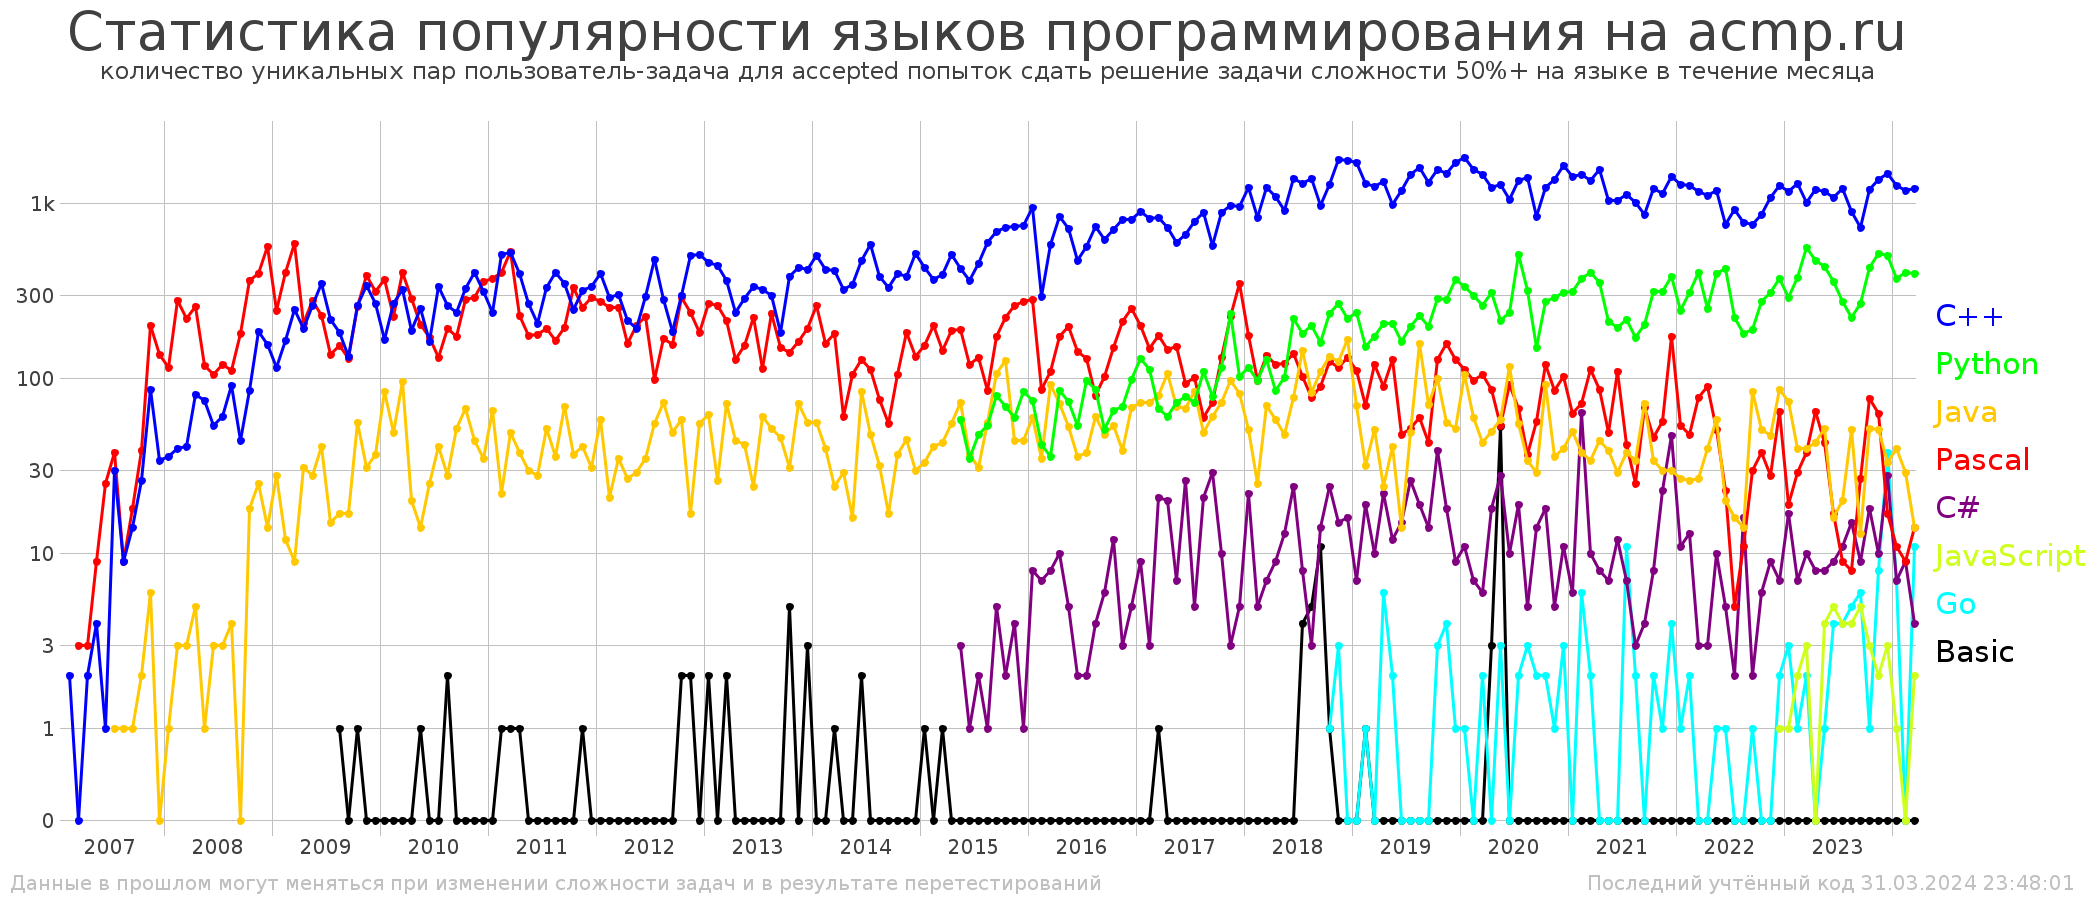 Статистика популярности языков программирования на acmp.ru
количество уникальных пар пользователь-задача для accepted попыток сдать решение задачи сложности 50%+ на языке в течение месяца
1k
300
100
30
10
3
1
0
C++
Python
Java
Pascal
C#
JavaScript
Go
Basic
2007 2008 2009 2010 2011 2012 2013 2014 2015 2016 2017 2018 2019 2020 2021 2022 2023
Данные в прошлом могут меняться при изменении сложности задач и в результате перетестирований
Последний учтённый код 31.03.2024 23:48:01